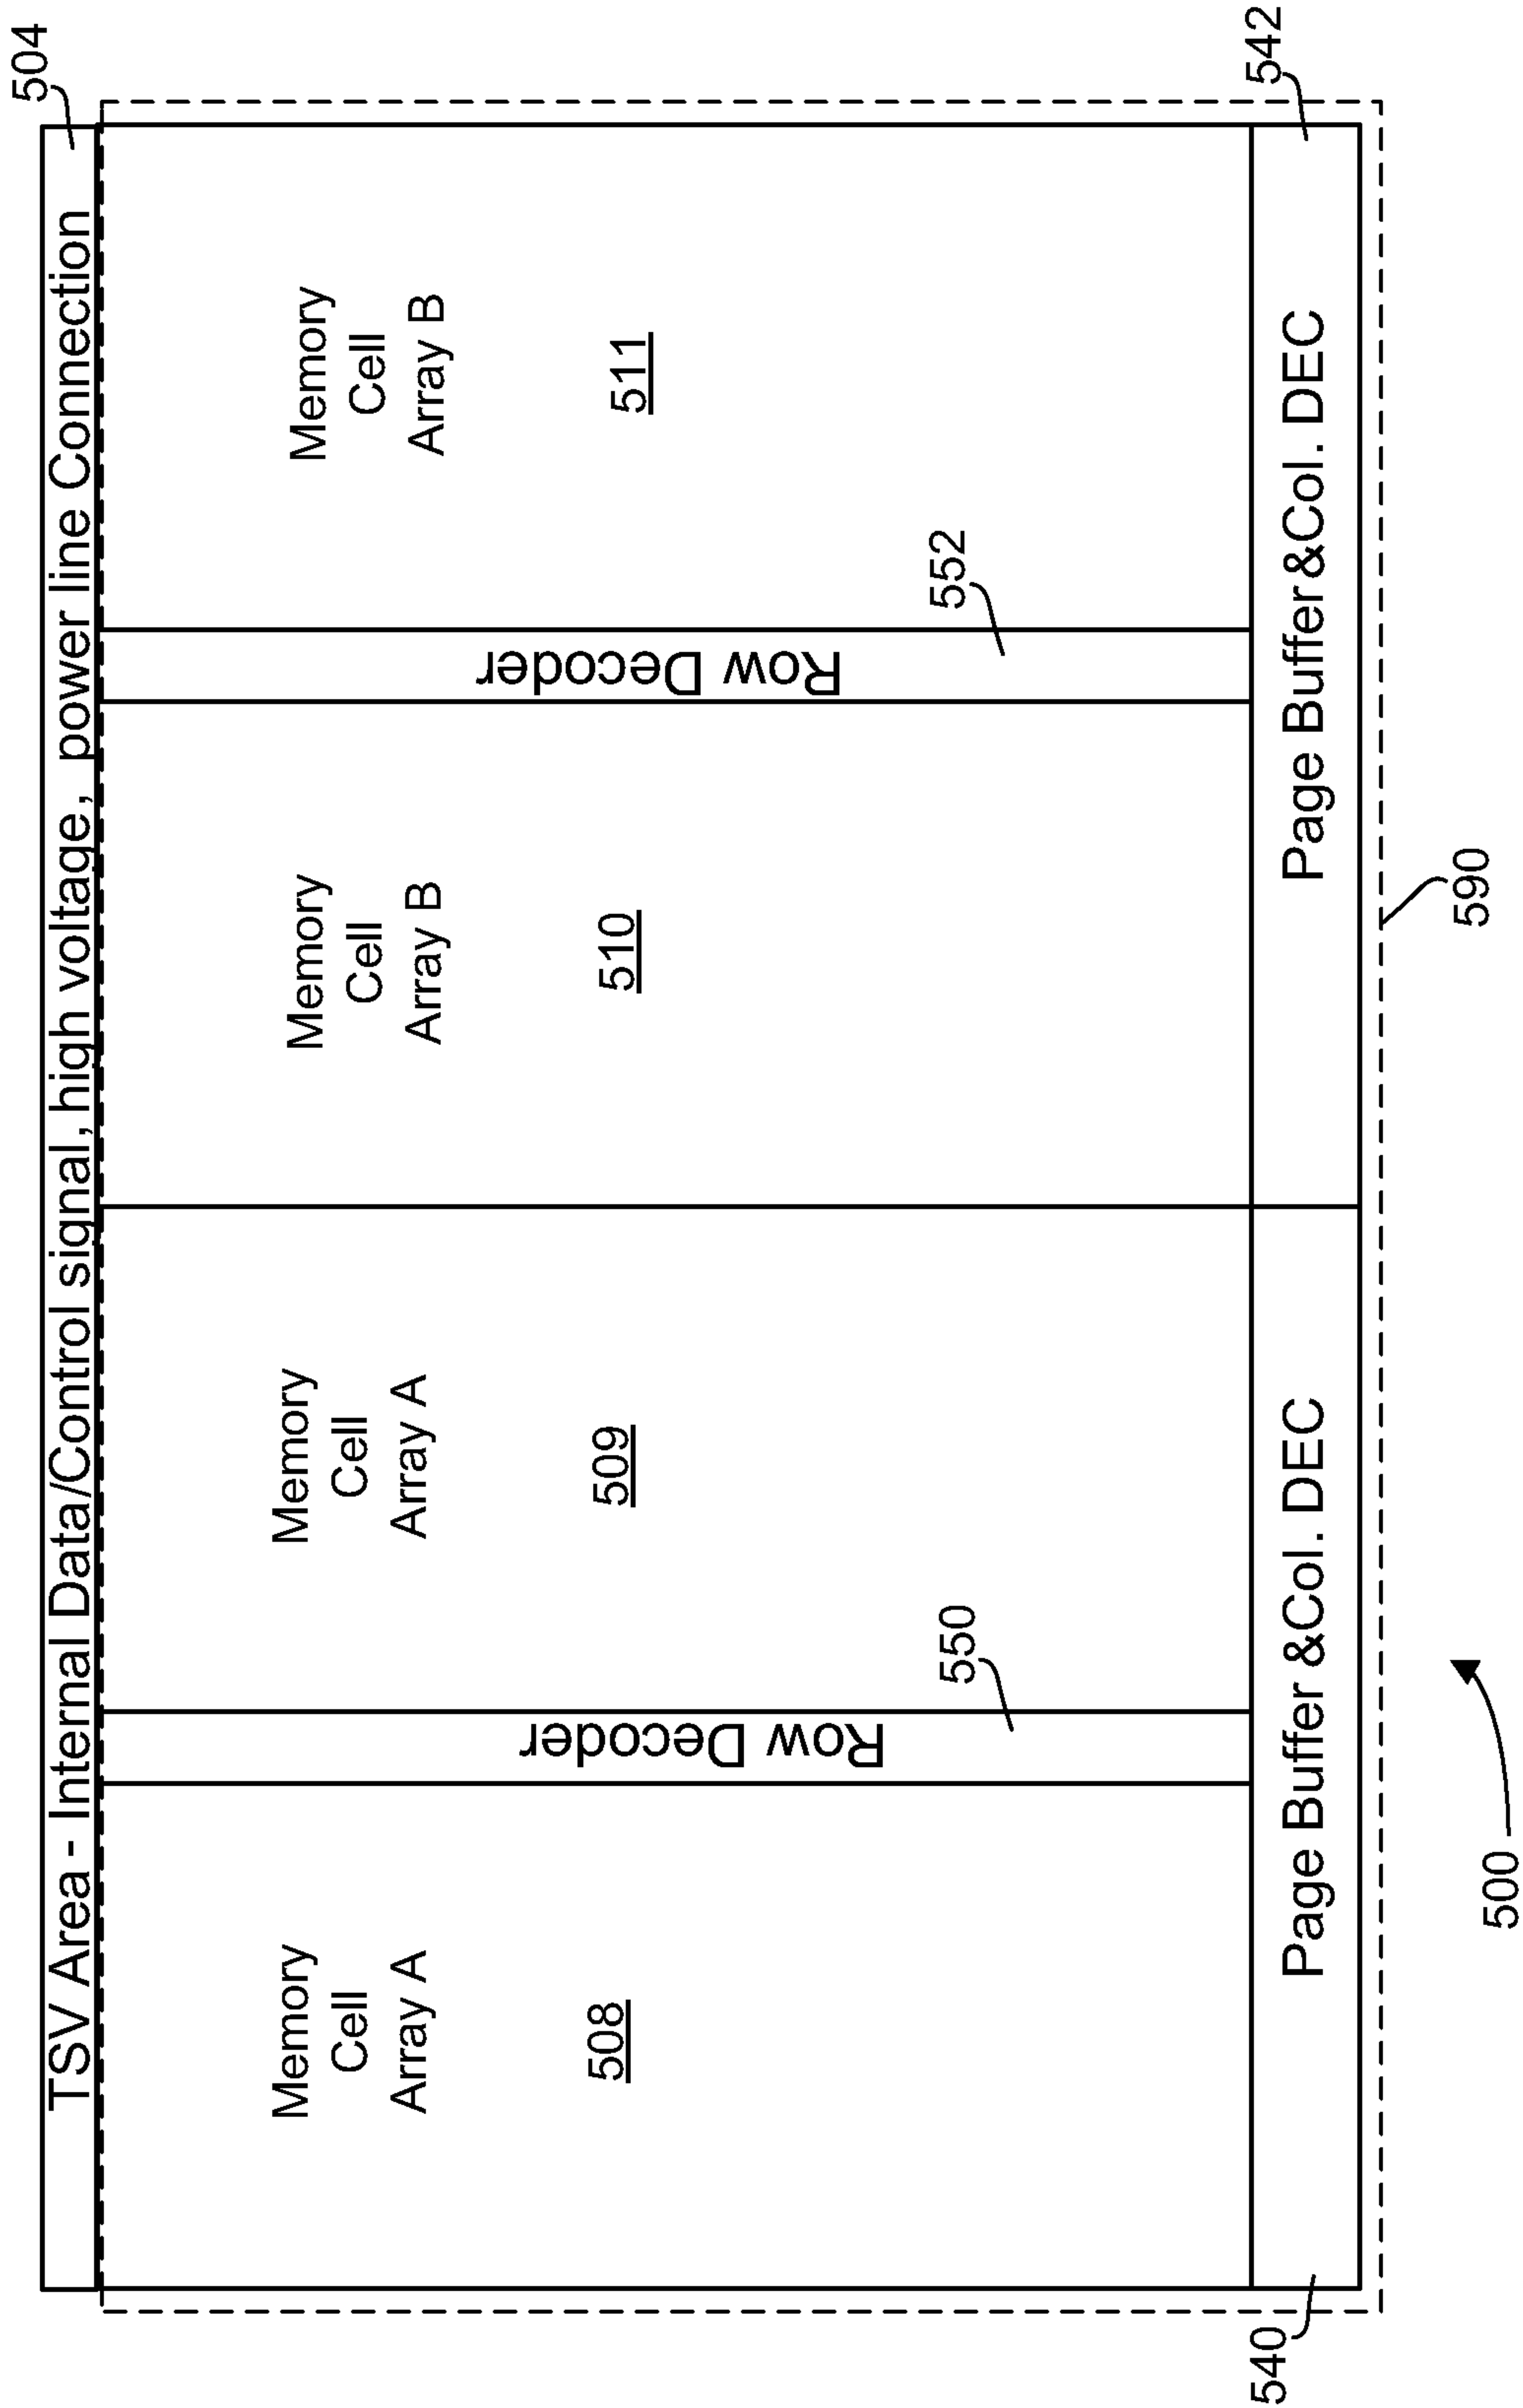 504
TSV Area - Internal Data/Control signal, high voltage, power line Connection
Memory
Cell
Array A
508
Row Decoder
550
Memory
Cell
Array A
509
Memory
Cell
Array B
510
Row Decoder
552
Memory
Cell
Array B
511
540
Page Buffer &Col. DEC
Page Buffer&Col. DEC
542
590
500